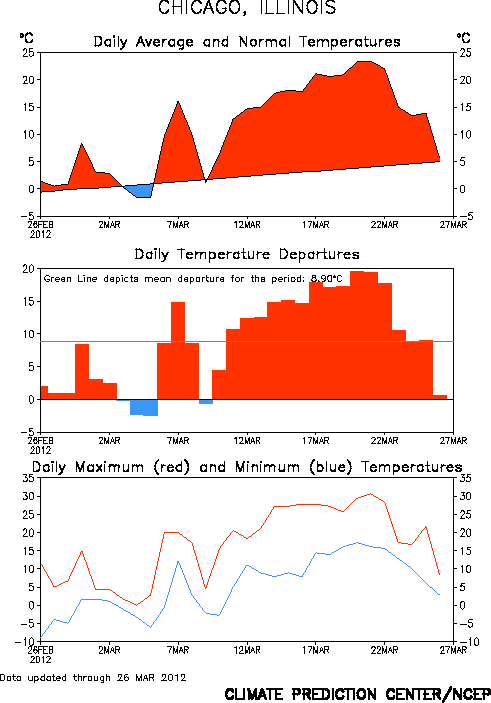 CHICAGO, ILLINOIS
°C Daily Average and Normal Temperatures °C
25 25
20 20
15 15
10 10
5 5
0 0
-5 -5
26FEB 2MAR 7MAR 12MAR 17MAR 22MAR 27MAR
2012
Daily Temperature Departures
20
Green Line depicts mean departure for the period: 8.90°C
15
10
5
0
-5
26FEB 2MAR 7MAR 12MAR 17MAR 22MAR 27MAR
2012
Daily Maximum (red) and Minimum (blue) Temperatures
35 35
30 30
25 25
20 20
15 15
10 10
5 5
0 0
-5 -5
-10 -10
26FEB 2MAR 7MAR 12MAR 17MAR 22MAR 27MAR
2012
Data updated through 26 MAR 2012
CLIMATE PREDICTION CENTER/NCEP